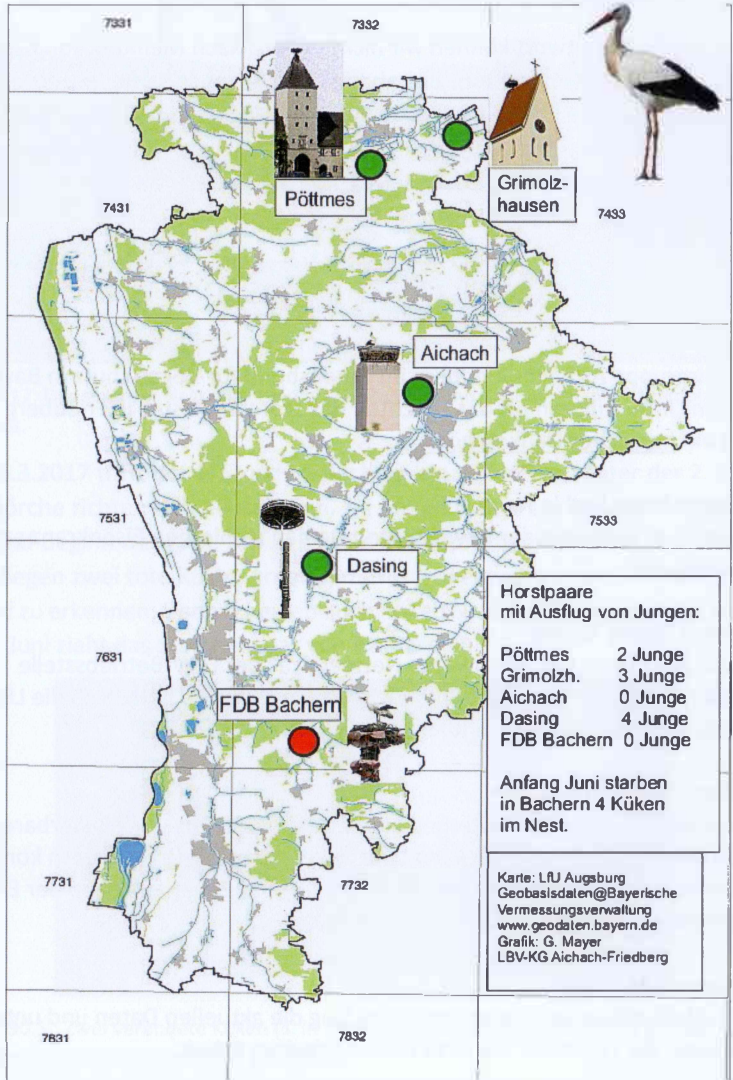 7331
7332
Pöttmes
Grimolz-
hausen
7431
7433
Aichach
7531
7533
Dasing
7631
FDB Bachern
Horstpaare
mit Ausflug von Jungen:
Pöttmes 2 Junge
Grimolzh. 3 Junge
Aichach 0 Junge
Dasing 4 Junge
FDB Bachern 0 Junge
Anfang Juni starben
in Bachern 4 Küken
im Nest.
7731
7732
Karte: LfU Augsburg
Geobasisdaten@Bayerische
Vermessungsverwaltung
www.geodaten.bayern.de
Grafik: G. Mayer
LBV-KG Aichach-Friedberg
7831
7832